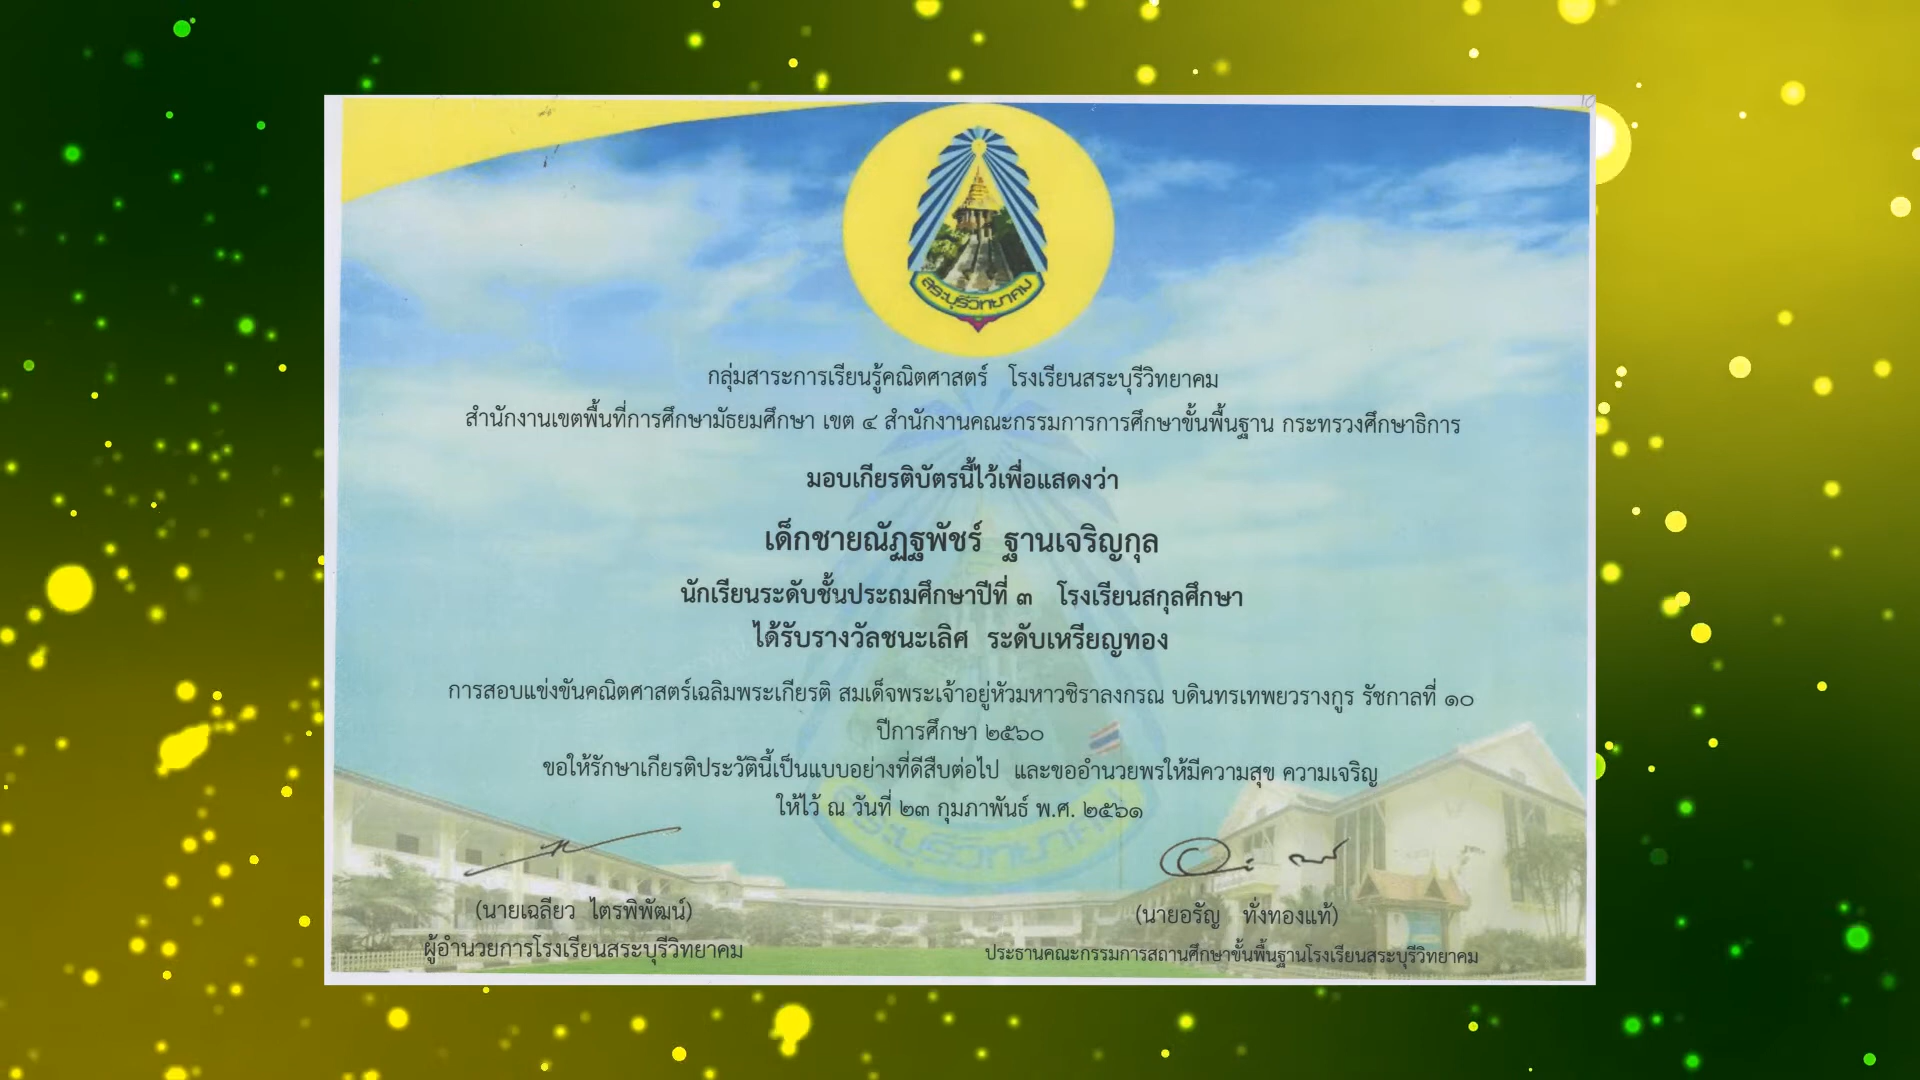 สระบุรีวิทยาคม
กลุ่มสาระการเรียนรู้คณิตศาสตร์ โรงเรียนสระบุรีวิทยาคม
สำนักงานเขตพื้นที่การศึกษามัธยมศึกษา เขต ๔ สำนักงานคณะกรรมการการศึกษาขั้นพื้นฐาน กระทรวงศึกษาธิการ
มอบเกียรติบัตรนี้ไว้เพื่อแสดงว่า
เด็กชายณัฏฐพัชร์ ฐานเจริญกุล
นักเรียนระดับชั้นประถมศึกษาปีที่ ๓ โรงเรียนสกุลศึกษา
ได้รับรางวัลชนะเลิศ ระดับเหรียญทอง
การสอบแข่งขันคณิตศาสตร์เฉลิมพระเกียรติ สมเด็จพระเจ้าอยู่หัวมหาวชิราลงกรณ บดินทรเทพยวรางกูร รัชกาลที่ ๑๐
ปีการศึกษา ๒๕๖๐
ขอให้รักษาเกียรติประวัตินี้เป็นแบบอย่างที่ดีสืบต่อไป และขออำนวยพรให้มีความสุข ความเจริญ
ให้ไว้ ณ วันที่ ๒๓ กุมภาพันธ์ พ.ศ. ๒๕๖๑
สระบุรีวิทยาคม
(นายเฉลียว ไตรพิพัฒน์)
ผู้อำนวยการโรงเรียนสระบุรีวิทยาคม
(นายอรัญ ทั่งทองแท้)
ประธานคณะกรรมการสถานศึกษาขั้นพื้นฐานโรงเรียนสระบุรีวิทยาคม